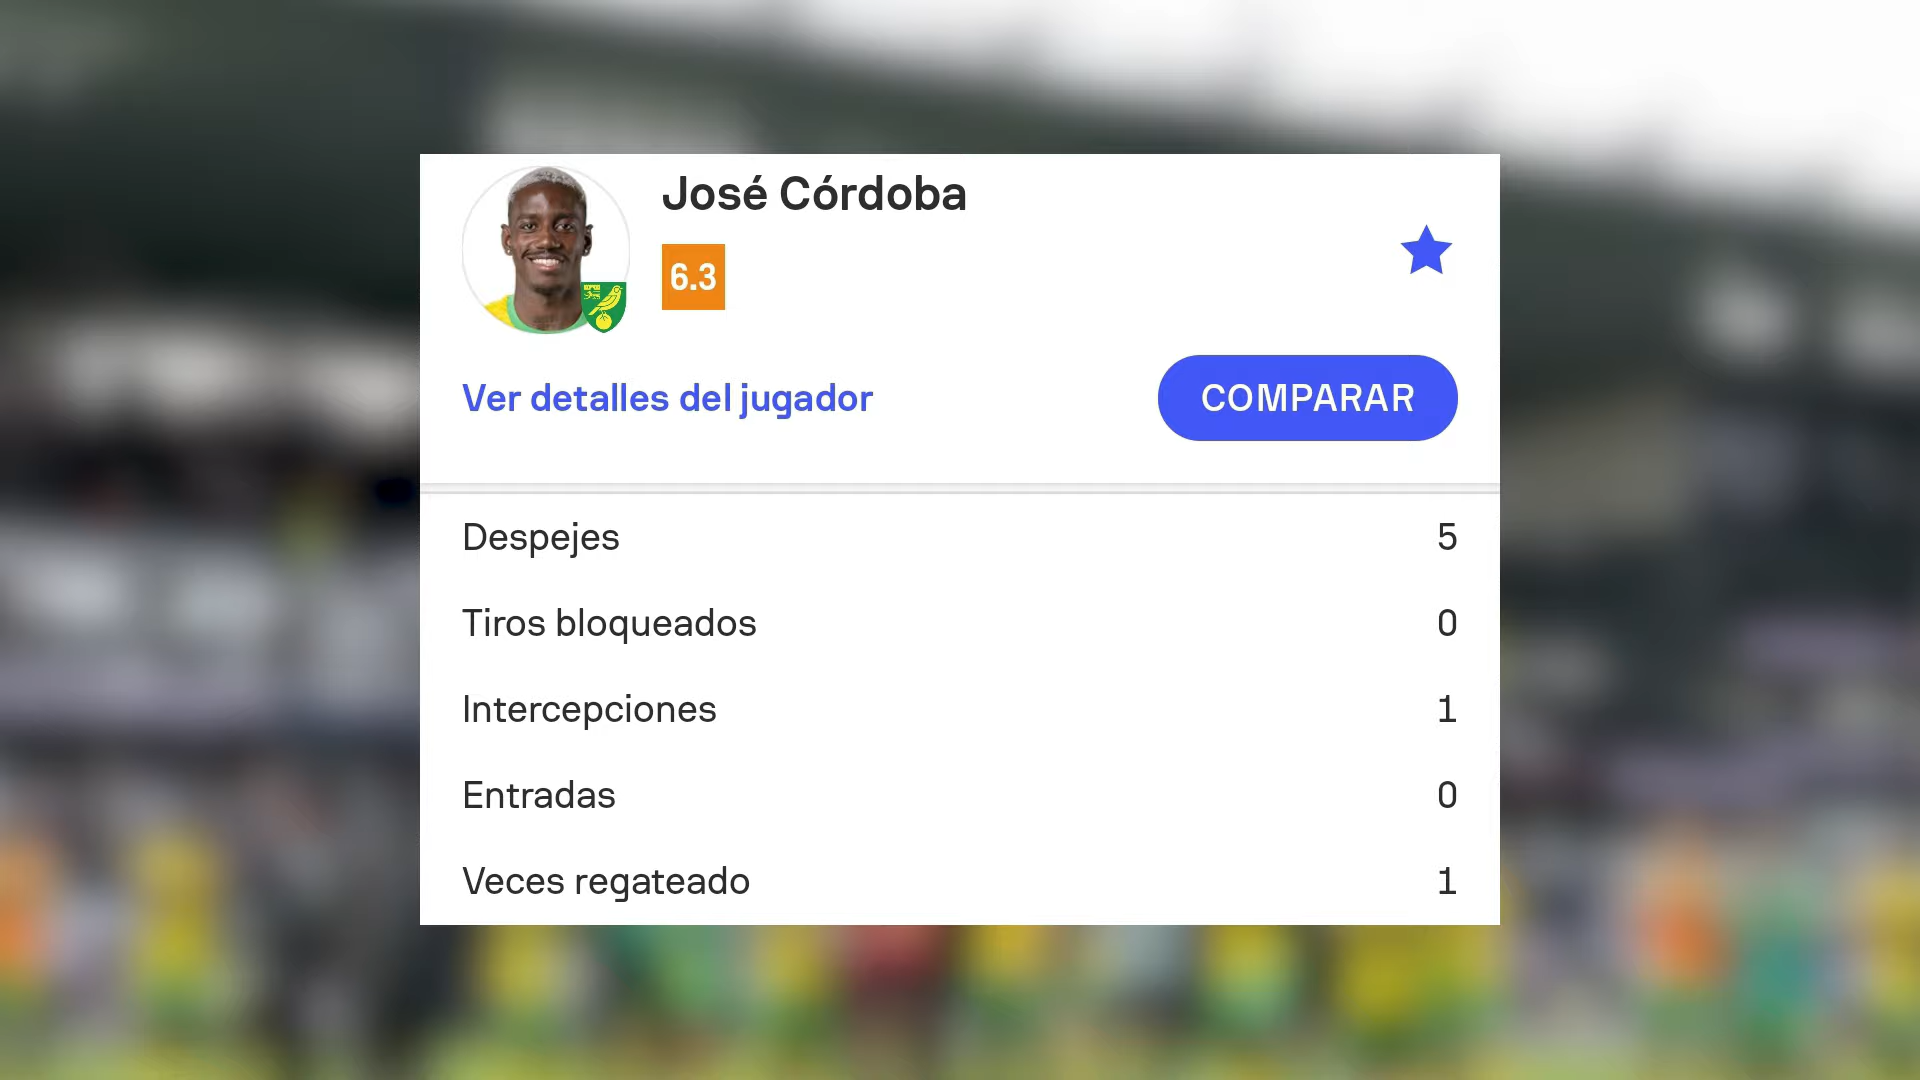 José Córdoba
6.3
Ver detalles del jugador
COMPARAR
Despejes 5
Tiros bloqueados 0
Intercepciones 1
Entradas 0
Veces regateado 1